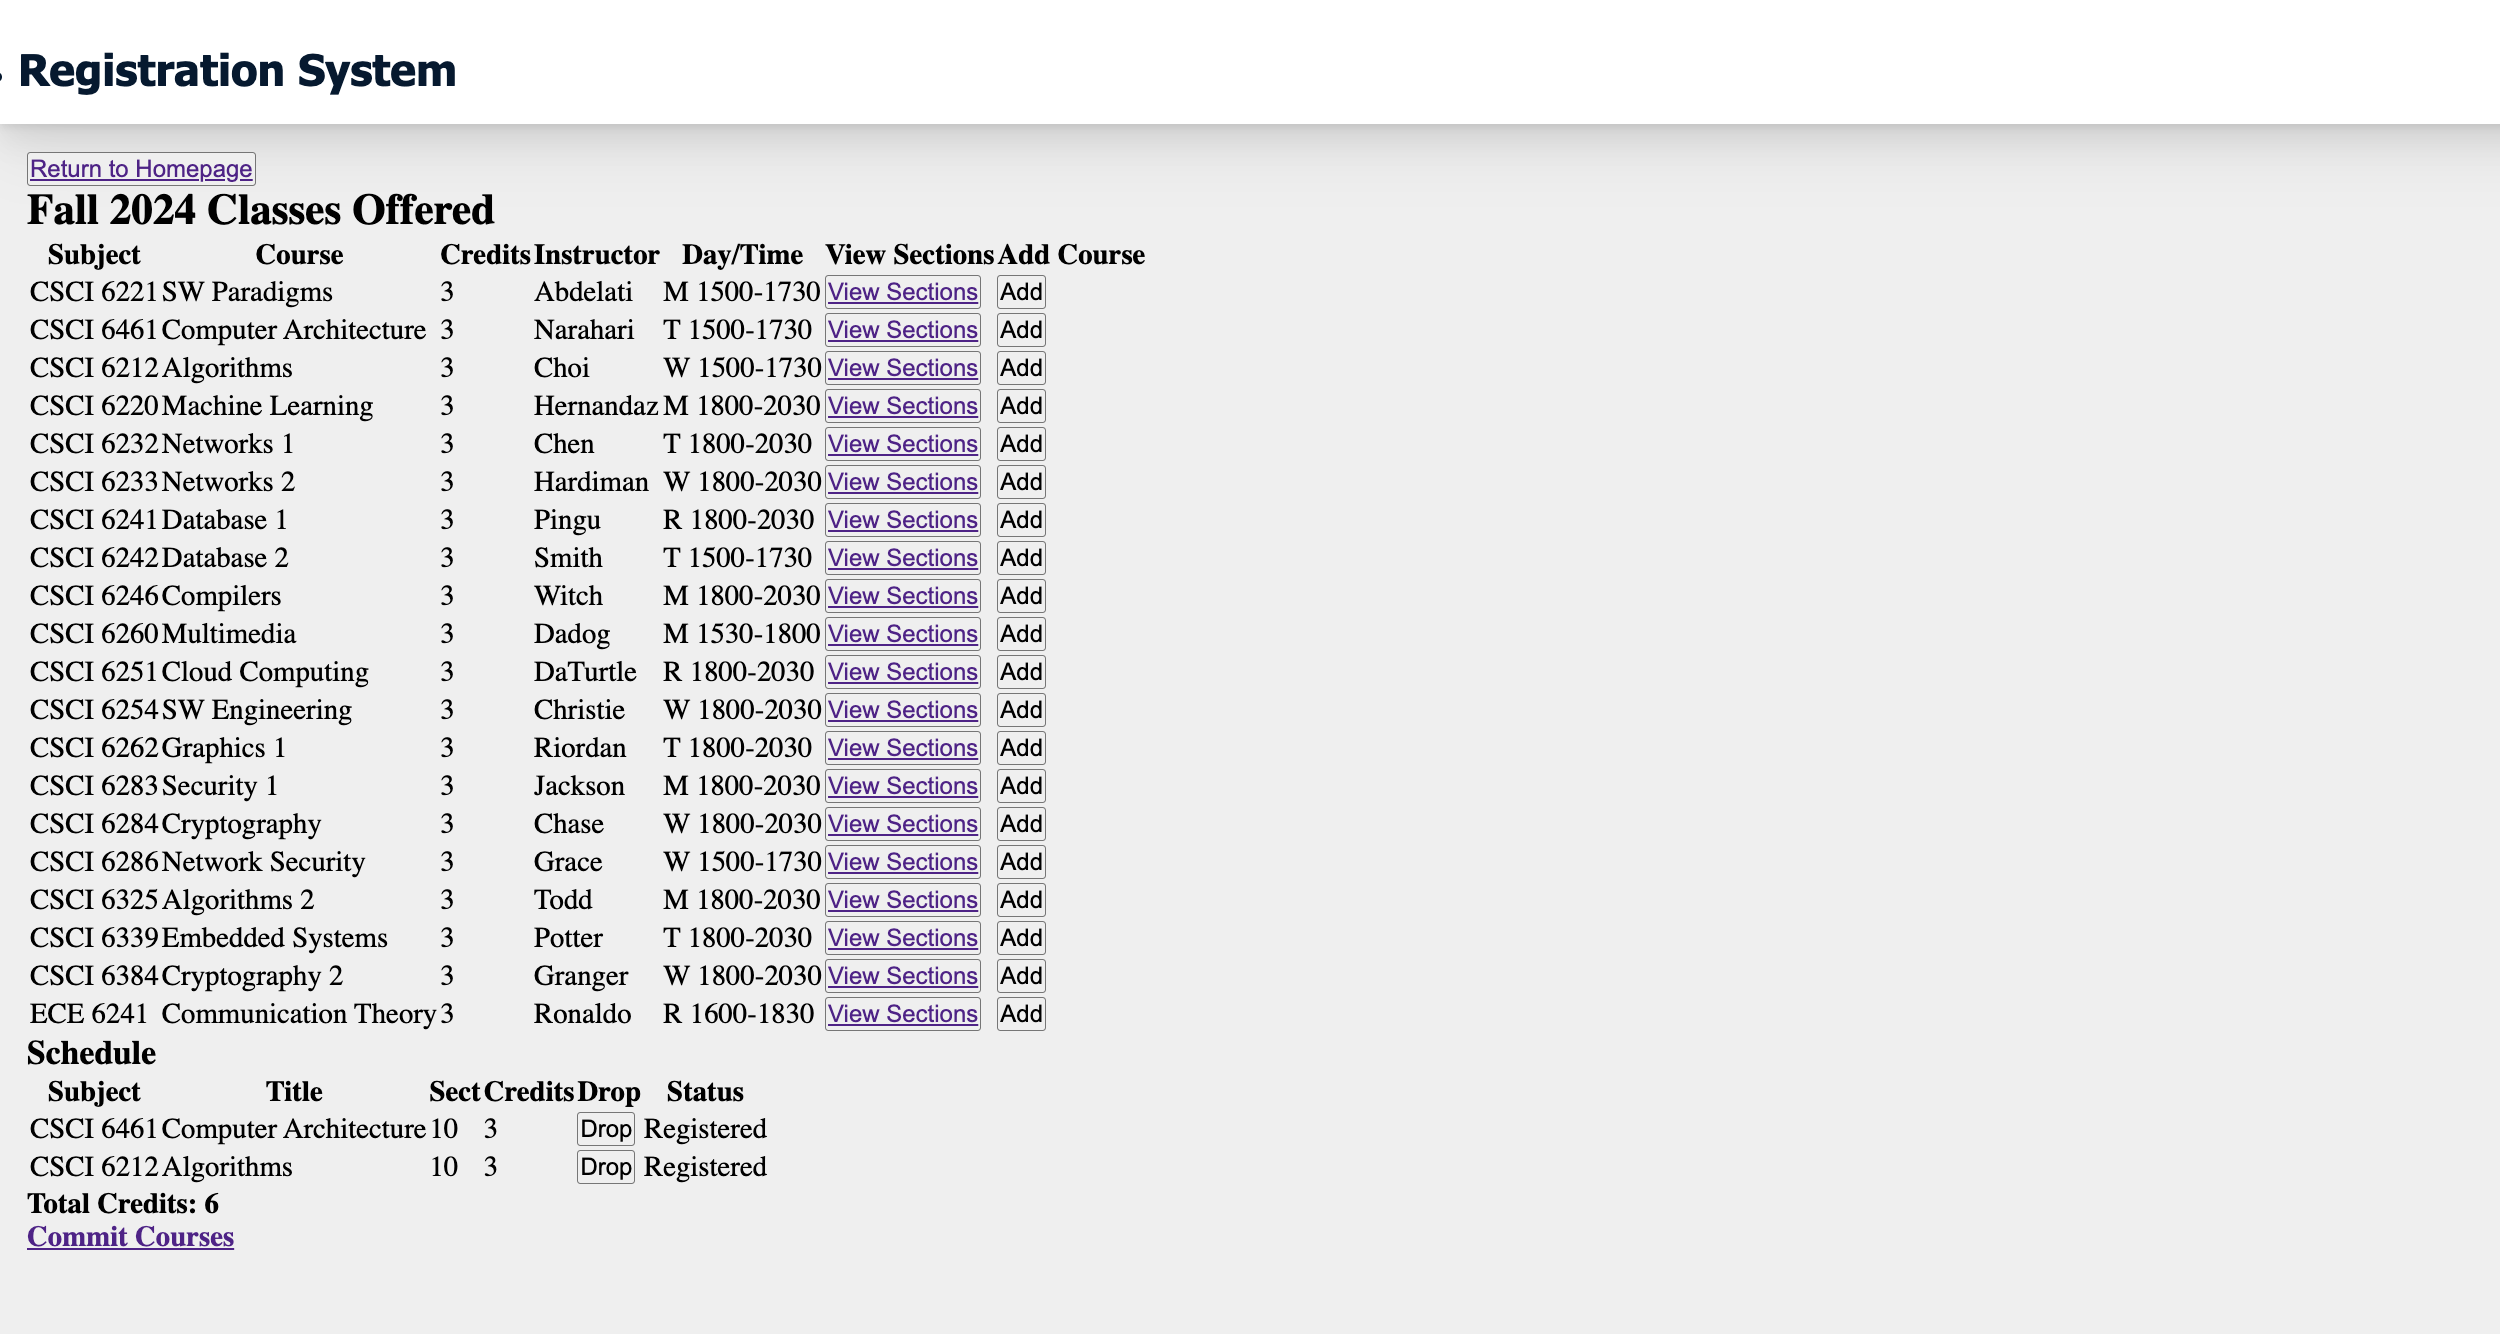 Registration System
Return to Homepage
Fall 2024 Classes Offered
Subject Course Credits Instructor Day/Time View Sections Add Course
CSCI 6221 SW Paradigms 3 Abdelati M 1500-1730 View Sections Add
CSCI 6461 Computer Architecture 3 Narahari T 1500-1730 View Sections Add
CSCI 6212 Algorithms 3 Choi W 1500-1730 View Sections Add
CSCI 6220 Machine Learning 3 Hernandaz M 1800-2030 View Sections Add
CSCI 6232 Networks 1 3 Chen T 1800-2030 View Sections Add
CSCI 6233 Networks 2 3 Hardiman W 1800-2030 View Sections Add
CSCI 6241 Database 1 3 Pingu R 1800-2030 View Sections Add
CSCI 6242 Database 2 3 Smith T 1500-1730 View Sections Add
CSCI 6246 Compilers 3 Witch M 1800-2030 View Sections Add
CSCI 6260 Multimedia 3 Dadog M 1530-1800 View Sections Add
CSCI 6251 Cloud Computing 3 DaTurtle R 1800-2030 View Sections Add
CSCI 6254 SW Engineering 3 Christie W 1800-2030 View Sections Add
CSCI 6262 Graphics 1 3 Riordan T 1800-2030 View Sections Add
CSCI 6283 Security 1 3 Jackson M 1800-2030 View Sections Add
CSCI 6284 Cryptography 3 Chase W 1800-2030 View Sections Add
CSCI 6286 Network Security 3 Grace W 1500-1730 View Sections Add
CSCI 6325 Algorithms 2 3 Todd M 1800-2030 View Sections Add
CSCI 6339 Embedded Systems 3 Potter T 1800-2030 View Sections Add
CSCI 6384 Cryptography 2 3 Granger W 1800-2030 View Sections Add
ECE 6241 Communication Theory 3 Ronaldo R 1600-1830 View Sections Add
Schedule
Subject Title Sect Credits Drop Status
CSCI 6461 Computer Architecture 10 3 Drop Registered
CSCI 6212 Algorithms 10 3 Drop Registered
Total Credits: 6
Commit Courses